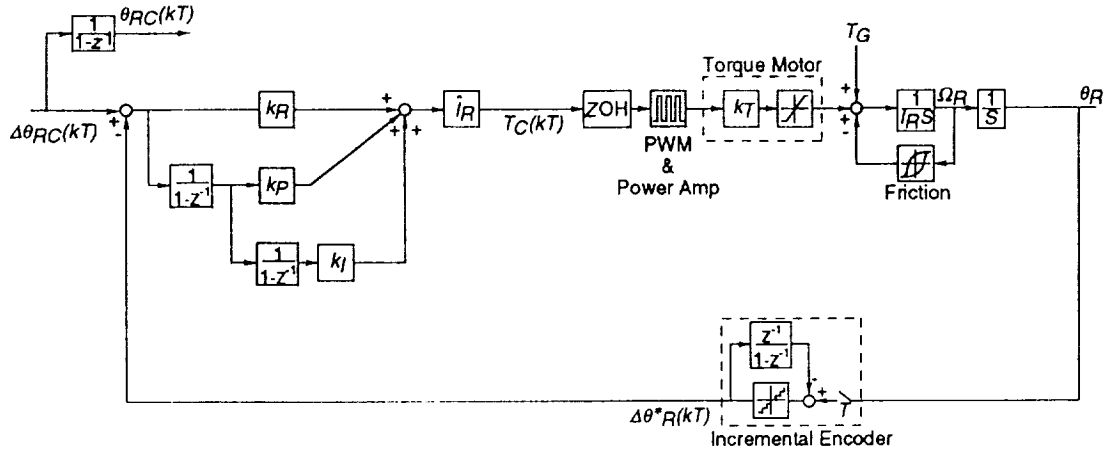 1
1-z⁻¹
θRC(kT)
ΔθRC(kT)
+
-
kR
1
1-z⁻¹
kP
1
1-z⁻¹
kI
+
+
+
îR
TC(kT)
ZOH
PWM
&
Power Amp
Torque Motor
kT
TG
+
+
-
1
IRS
ΩR
1
S
θR
Friction
z⁻¹
1-z⁻¹
-
+
T
Δθ*R(kT)
Incremental Encoder